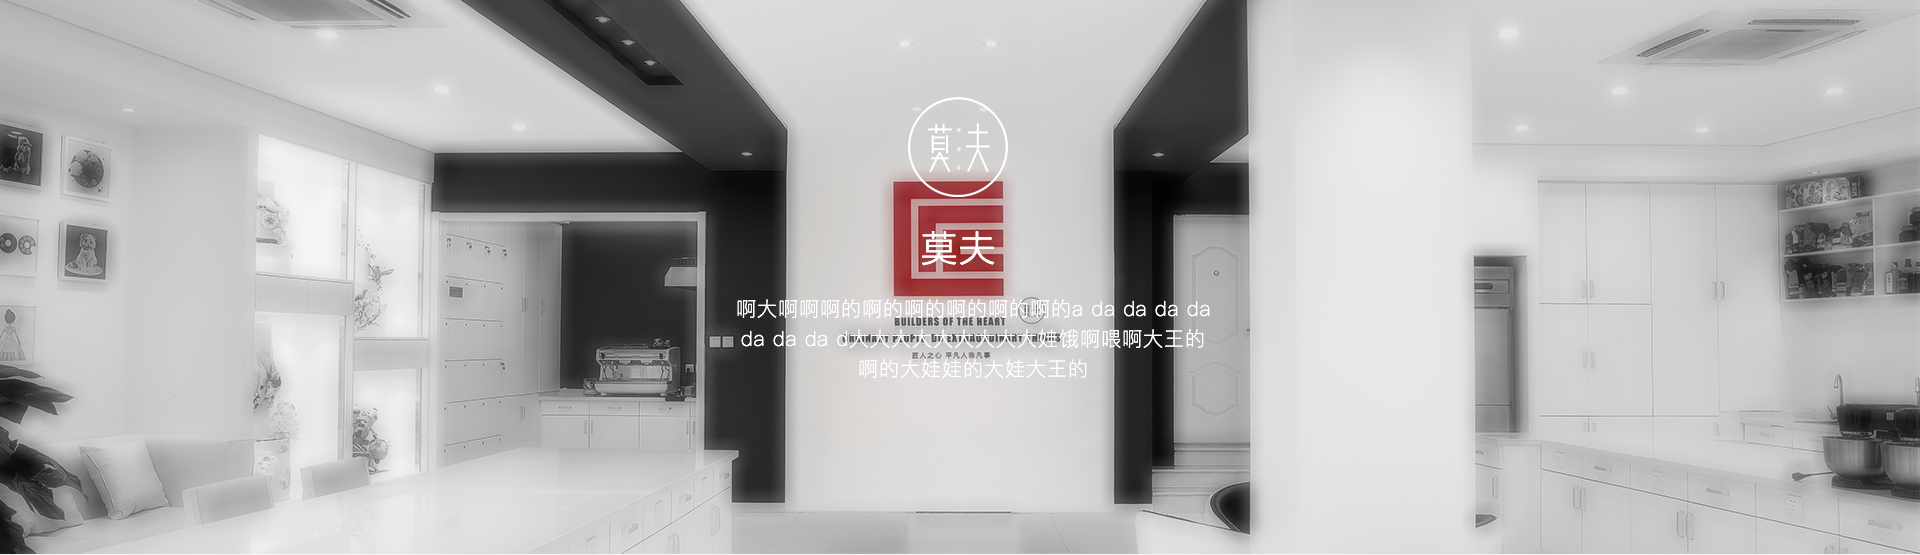 莫夫
莫夫
啊大啊啊啊的啊的啊的啊的啊的啊的a da da da da
BUILDERS OF THE HEART
da da da d大大大大大大大大大娃饿啊喂啊大王的
匠人之心 平凡人非凡事
啊的大娃娃的大娃大王的